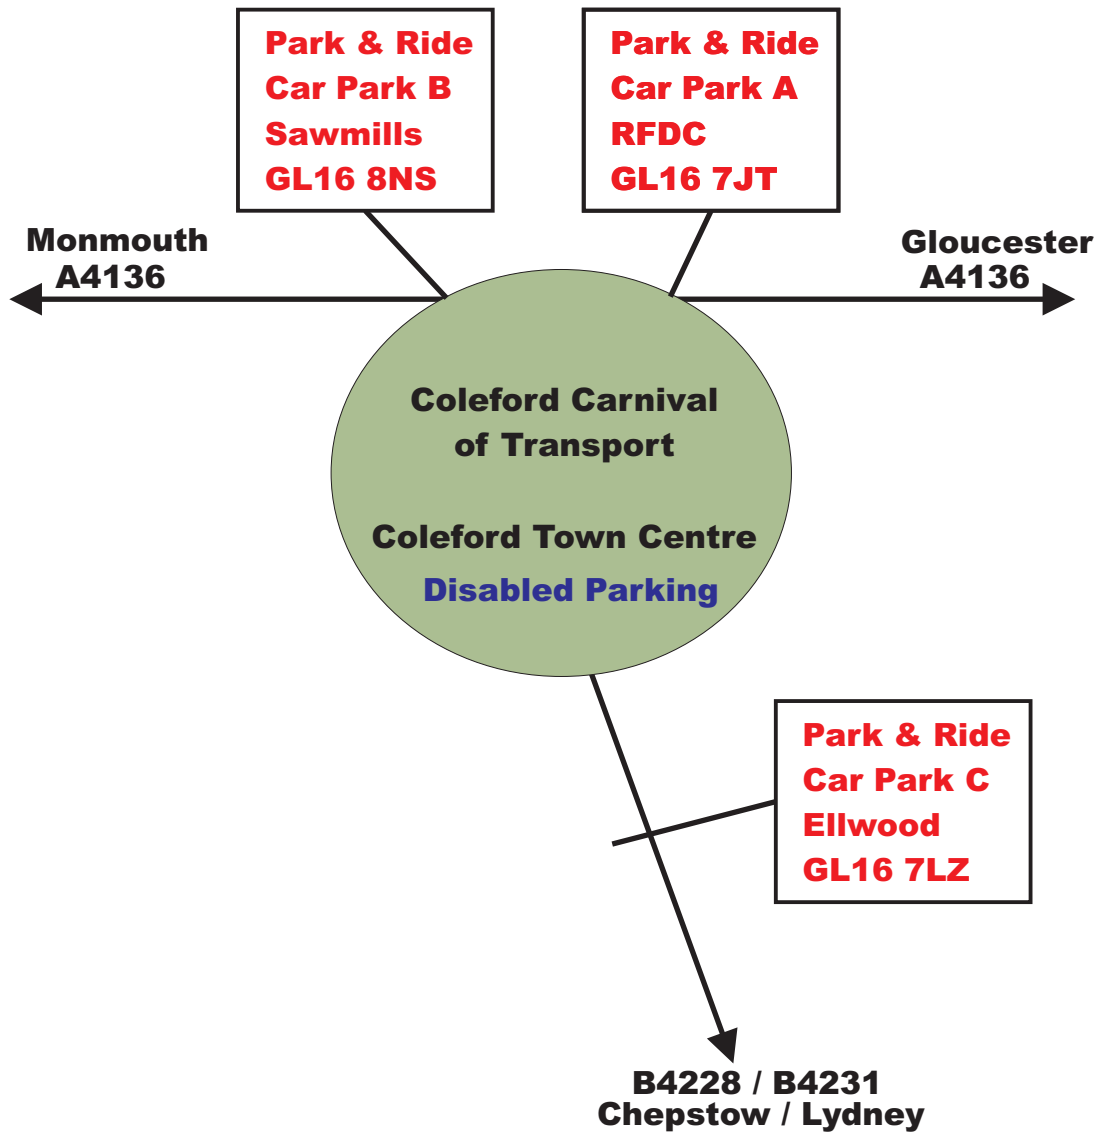 Park & Ride
Car Park B
Sawmills
GL16 8NS
Park & Ride
Car Park A
RFDC
GL16 7JT
Monmouth
A4136
Gloucester
A4136
Coleford Carnival
of Transport
Coleford Town Centre
Disabled Parking
Park & Ride
Car Park C
Ellwood
GL16 7LZ
B4228 / B4231
Chepstow / Lydney